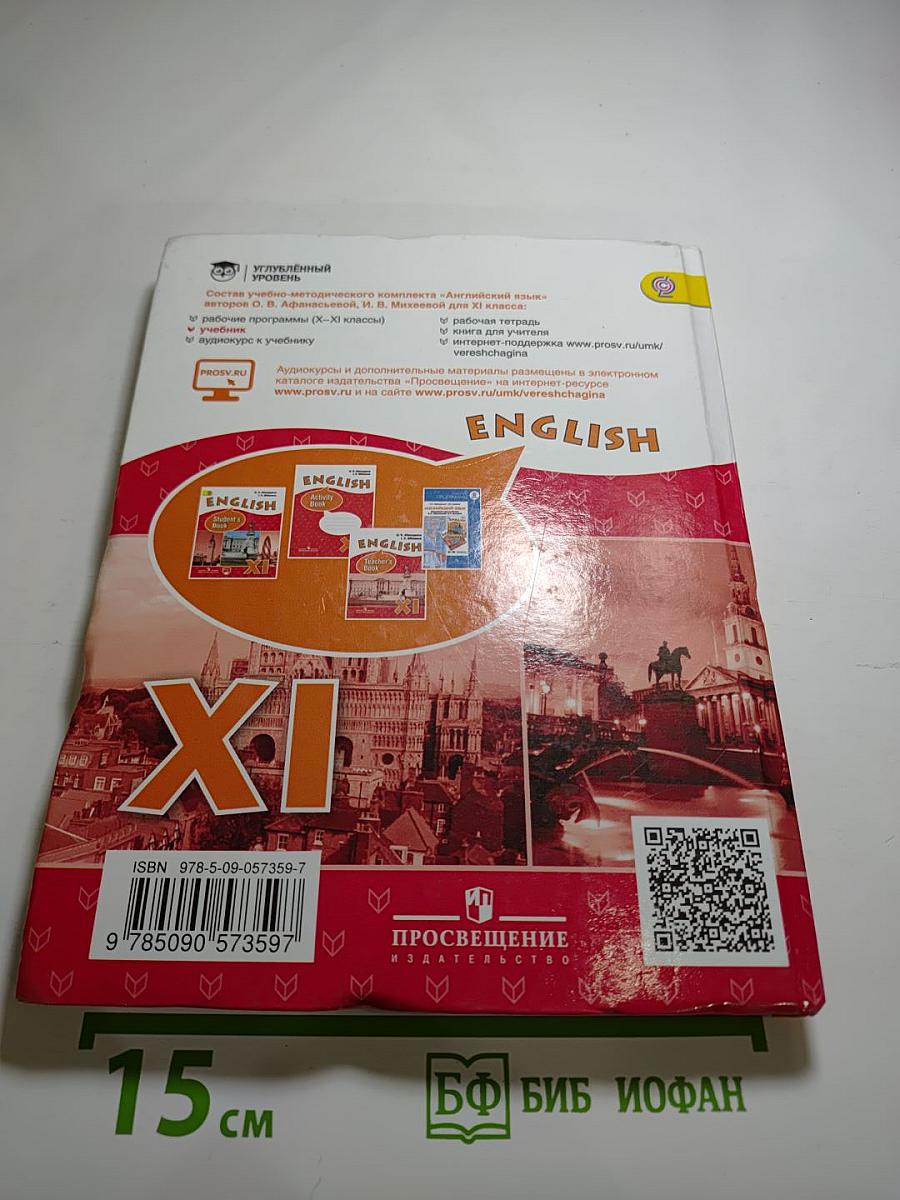 УГЛУБЛЁННЫЙ
УРОВЕНЬ
Состав учебно-методического комплекта «Английский язык»
авторов О. В. Афанасьевой, И. В. Михеевой для XI класса:
рабочие программы (X–XI классы)
учебник
аудиокурс к учебнику
рабочая тетрадь
книга для учителя
интернет-поддержка www.prosv.ru/umk/
vereshchagina
PROSV.RU
Аудиокурсы и дополнительные материалы размещены в электронном
каталоге издательства «Просвещение» на интернет-ресурсе
www.prosv.ru и на сайте www.prosv.ru/umk/vereshchagina
ENGLISH
ENGLISH
Student's
Book
XI
ENGLISH
Activity
Book
ENGLISH
Teacher's
Book
XI
XI
ISBN 978-5-09-057359-7
9 785090 573597
ПРОСВЕЩЕНИЕ
ИЗДАТЕЛЬСТВО
15 см
БФ БИБ ИОФАН